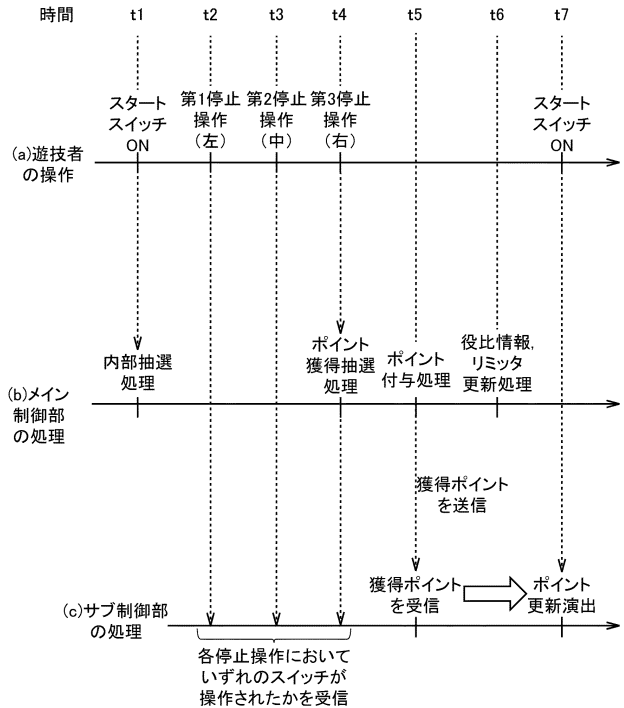 時間 t1 t2 t3 t4 t5 t6 t7
スタート
スイッチ
ON
第1停止
操作
(左)
第2停止
操作
(中)
第3停止
操作
(右)
スタート
スイッチ
ON
(a)遊技者
の操作
内部抽選
処理
ポイント
獲得抽選
処理
ポイント
付与処理
役比情報,
リミッタ
更新処理
(b)メイン
制御部
の処理
獲得ポイント
を送信
獲得ポイント
を受信
ポイント
更新演出
(c)サブ制御部
の処理
各停止操作において
いずれのスイッチが
操作されたかを受信